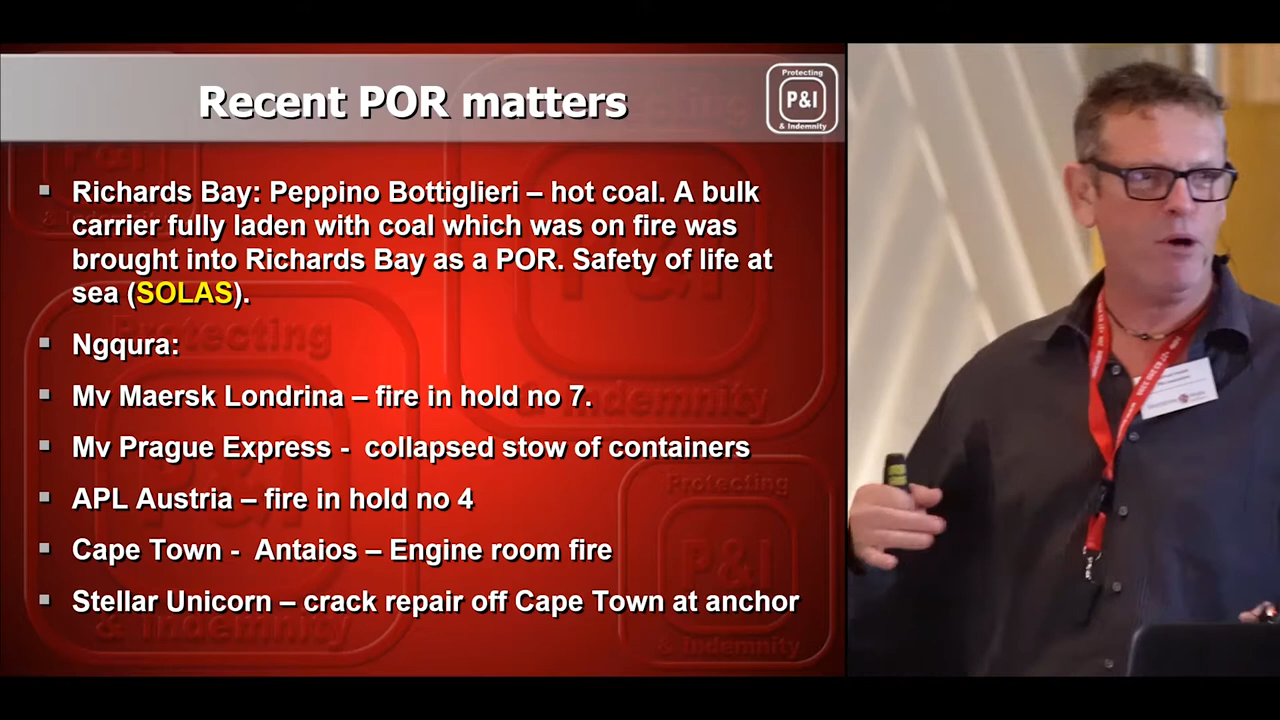 Recent POR matters
Protecting
P&I
& Indemnity
Richards Bay: Peppino Bottiglieri – hot coal. A bulk
carrier fully laden with coal which was on fire was
brought into Richards Bay as a POR. Safety of life at
sea (SOLAS).
Ngqura:
Mv Maersk Londrina – fire in hold no 7.
Mv Prague Express - collapsed stow of containers
APL Austria – fire in hold no 4
Cape Town - Antaios – Engine room fire
Stellar Unicorn – crack repair off Cape Town at anchor